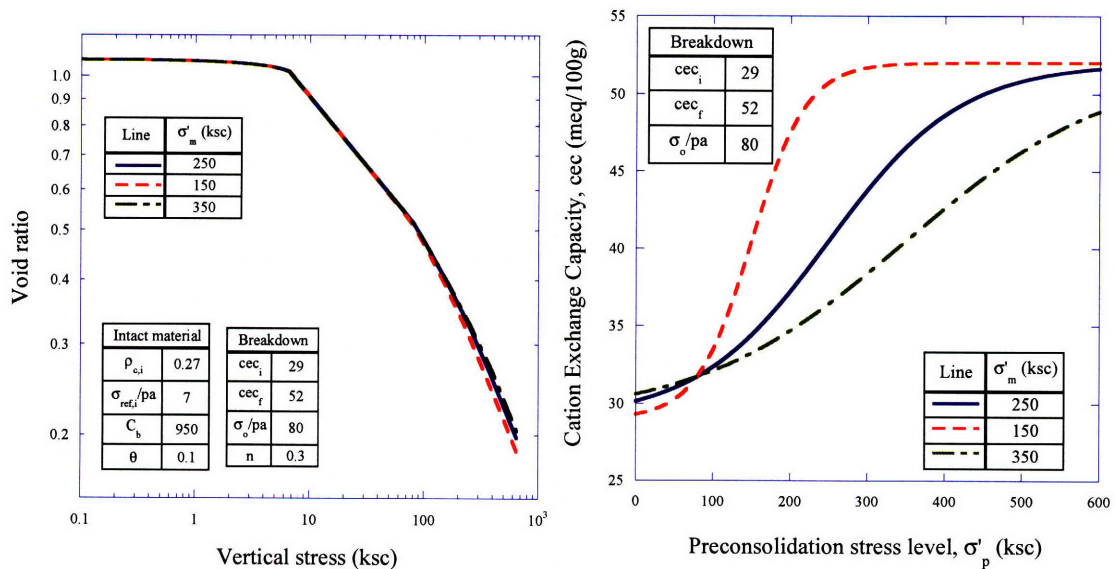 1.0
0.9
0.8
0.7
0.6
0.5
0.4
0.3
0.2
Void ratio
Line σ'm (ksc)
250
150
350
Intact material
ρc,i 0.27
σref,i/pa 7
Cb 950
θ 0.1
Breakdown
ceci 29
cecf 52
σo/pa 80
n 0.3
0.1 1 10 100 10³
Vertical stress (ksc)
55
50
45
40
35
30
25
Cation Exchange Capacity, cec (meq/100g)
Breakdown
ceci 29
cecf 52
σo/pa 80
Line σ'm (ksc)
250
150
350
0 100 200 300 400 500 600
Preconsolidation stress level, σ'p (ksc)